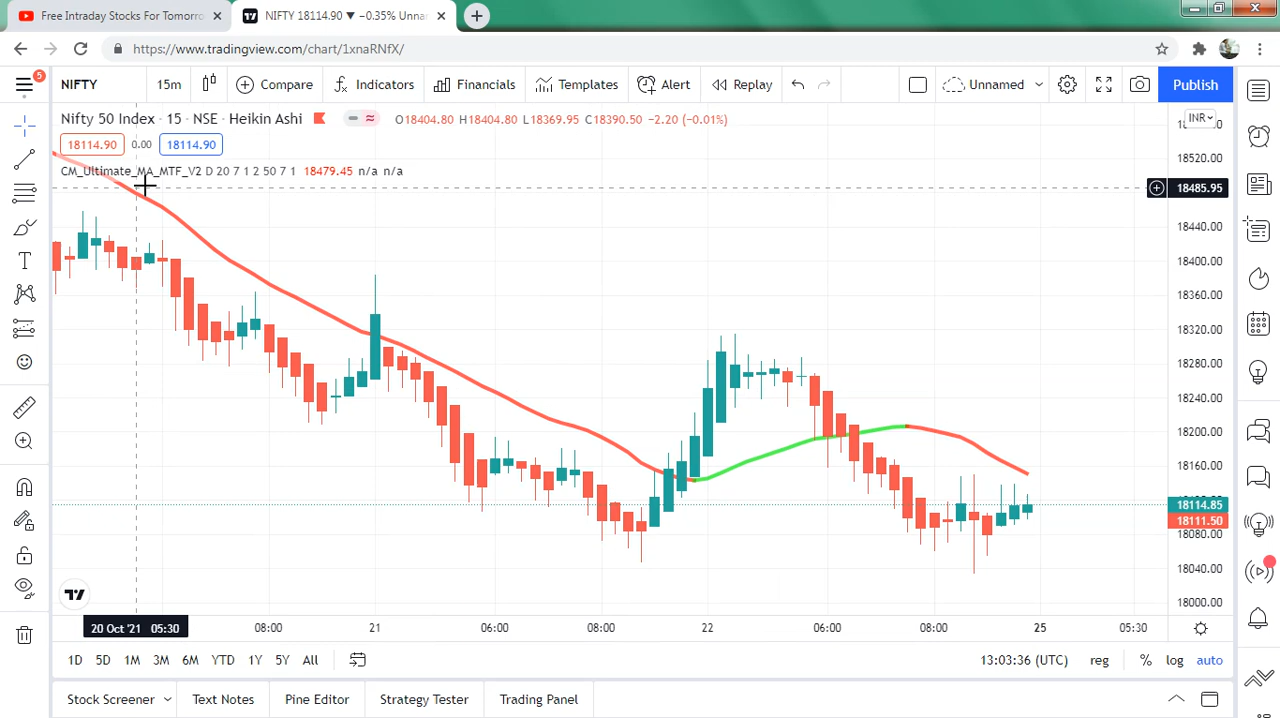 Free Intraday Stocks For Tomorro
NIFTY 18114.90 ▼ −0.35% Unnar
https://www.tradingview.com/chart/1xnaRNfX/
5
NIFTY
15m
Compare
Indicators
Financials
Templates
Alert
Replay
Unnamed
Publish
Nifty 50 Index · 15 · NSE · Heikin Ashi
O18404.80 H18404.80 L18369.95 C18390.50 −2.20 (−0.01%)
INR
18114.90
0.00
18114.90
CM_Ultimate_MA_MTF_V2 D 20 7 1 2 50 7 1 18479.45 n/a n/a
18520.00
18485.95
18440.00
18400.00
18360.00
18320.00
18280.00
18240.00
18200.00
18160.00
18114.85
18111.50
18080.00
18040.00
18000.00
20 Oct '21 05:30
08:00
21
06:00
08:00
22
06:00
08:00
25
05:30
1D 5D 1M 3M 6M YTD 1Y 5Y All
13:03:36 (UTC)
reg
%
log
auto
Stock Screener
Text Notes
Pine Editor
Strategy Tester
Trading Panel